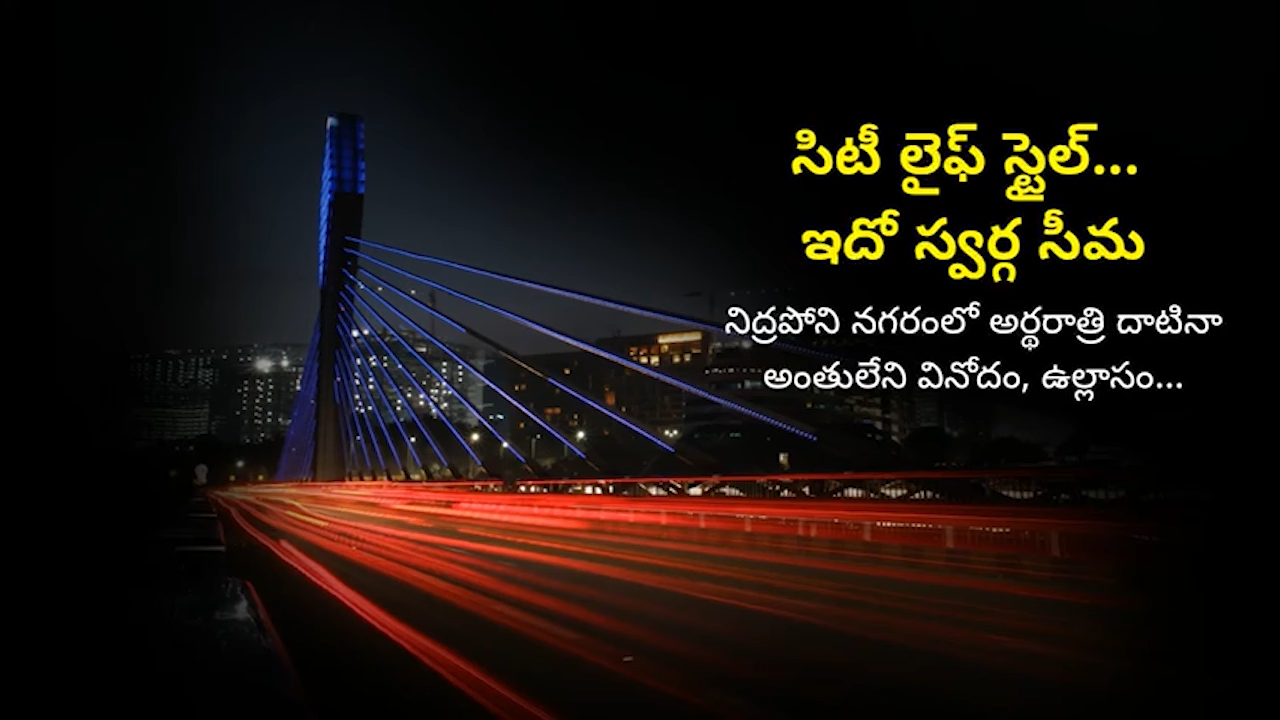 సిటీ లైఫ్ స్టైల్...
ఇదో స్వర్గ సీమ
నిద్రపోని నగరంలో అర్థరాత్రి దాటినా
అంతులేని వినోదం, ఉల్లాసం...